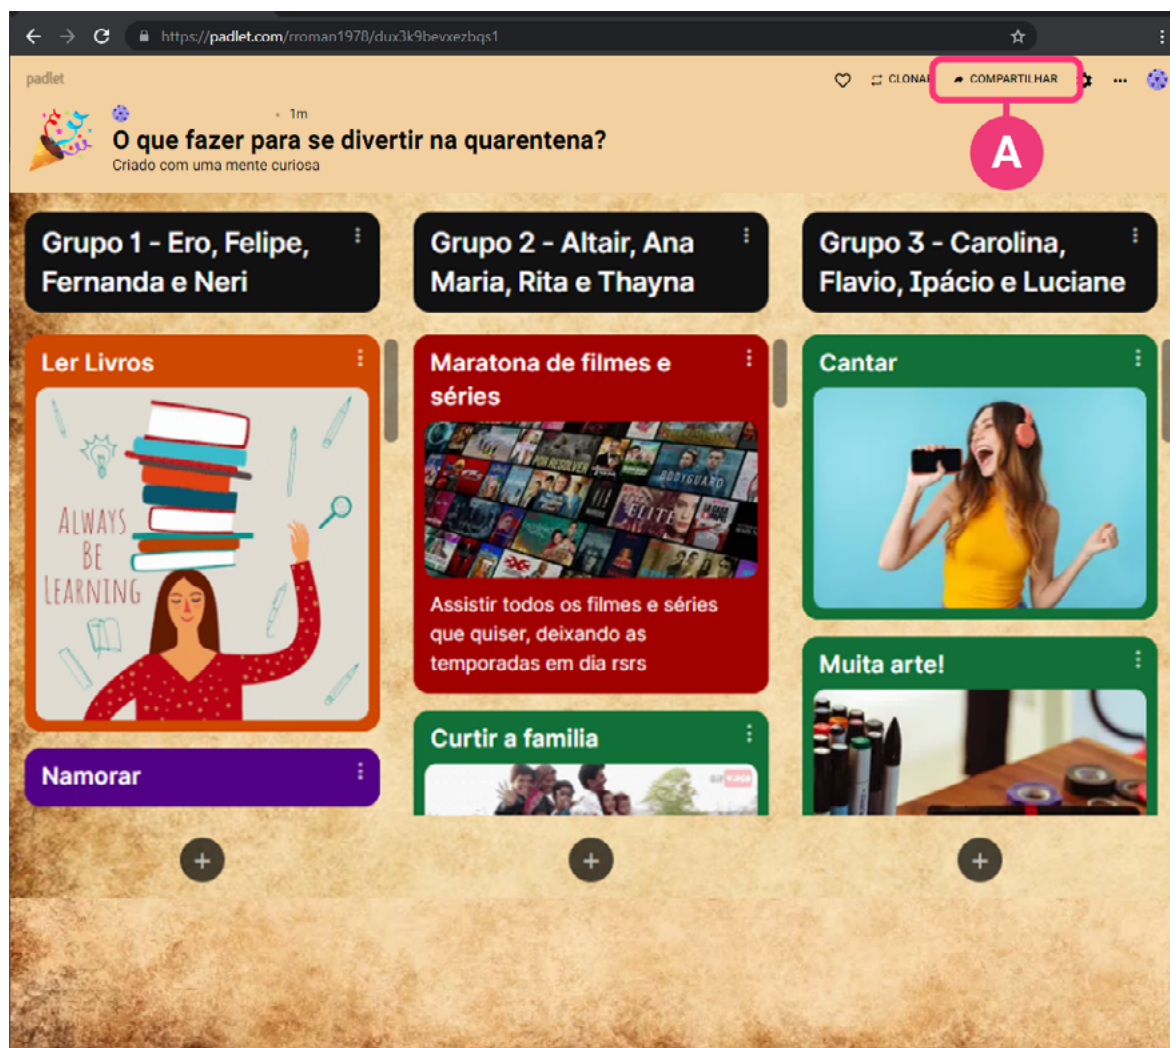 https://padlet.com/rroman1978/dux3k9bevxezbqs1
padlet
CLONAR
COMPARTILHAR
A
1m
O que fazer para se divertir na quarentena?
Criado com uma mente curiosa
Grupo 1 - Ero, Felipe,
Fernanda e Neri
Ler Livros
ALWAYS
BE
LEARNING
Namorar
Grupo 2 - Altair, Ana
Maria, Rita e Thayna
Maratona de filmes e
séries
BODYGUARD
ELITE
Assistir todos os filmes e séries
que quiser, deixando as
temporadas em dia rsrs
Curtir a familia
Grupo 3 - Carolina,
Flavio, Ipácio e Luciane
Cantar
Muita arte!